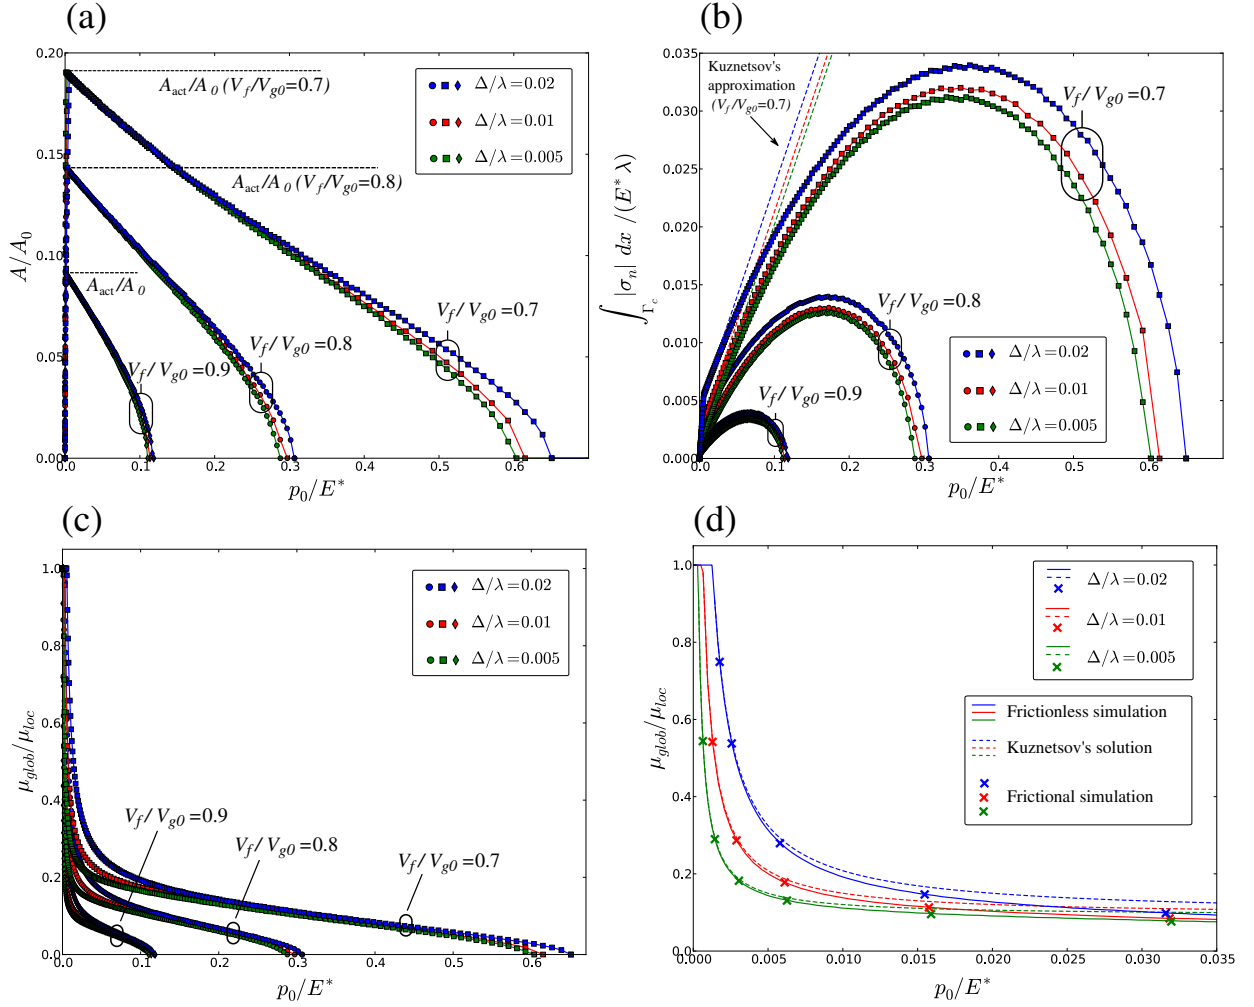 (a)
0.20
0.15
0.10
0.05
0.00
A/A₀
A_act/A₀ (V_f/V_g0=0.7)
A_act/A₀ (V_f/V_g0=0.8)
A_act/A₀
Δ/λ=0.02
Δ/λ=0.01
Δ/λ=0.005
V_f/V_g0=0.7
V_f/V_g0=0.8
V_f/V_g0=0.9
0.0 0.1 0.2 0.3 0.4 0.5 0.6
p₀/E*
(b)
0.035
0.030
0.025
0.020
0.015
0.010
0.005
0.000
∫_Γc |σ_n| dx /(E* λ)
Kuznetsov's
approximation
(V_f/V_g0=0.7)
V_f/V_g0=0.7
V_f/V_g0=0.8
V_f/V_g0=0.9
Δ/λ=0.02
Δ/λ=0.01
Δ/λ=0.005
0.0 0.1 0.2 0.3 0.4 0.5 0.6
p₀/E*
(c)
1.0
0.8
0.6
0.4
0.2
0.0
μ_glob/μ_loc
Δ/λ=0.02
Δ/λ=0.01
Δ/λ=0.005
V_f/V_g0=0.9
V_f/V_g0=0.8
V_f/V_g0=0.7
0.0 0.1 0.2 0.3 0.4 0.5 0.6
p₀/E*
(d)
1.0
0.8
0.6
0.4
0.2
0.0
μ_glob/μ_loc
Δ/λ=0.02
Δ/λ=0.01
Δ/λ=0.005
Frictionless simulation
Kuznetsov's solution
Frictional simulation
0.000 0.005 0.010 0.015 0.020 0.025 0.030 0.035
p₀/E*